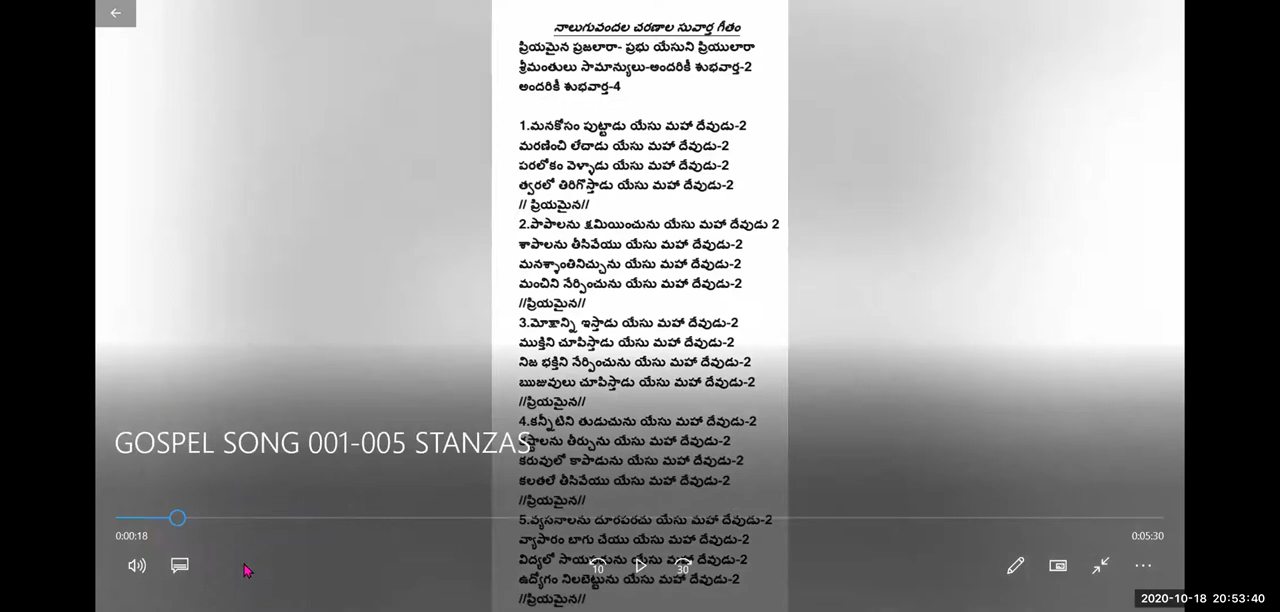 నాలుగువందల చరణాల సువార్త గీతం
ప్రియమైన ప్రజలారా- ప్రభు యేసుని ప్రియులారా
శ్రీమంతులు సామాన్యులు-అందరికీ శుభవార్త-2
అందరికీ శుభవార్త-4
1.మనకోసం పుట్టాడు యేసు మహా దేవుడు-2
మరణించి లేచాడు యేసు మహా దేవుడు-2
పరలోకం వెళ్ళాడు యేసు మహా దేవుడు-2
త్వరలో తిరిగొస్తాడు యేసు మహా దేవుడు-2
// ప్రియమైన//
2.పాపాలను క్షమియించును యేసు మహా దేవుడు 2
శాపాలను తీసివేయు యేసు మహా దేవుడు-2
మనశ్శాంతినిచ్చును యేసు మహా దేవుడు-2
మంచిని నేర్పించును యేసు మహా దేవుడు-2
//ప్రియమైన//
3.మోక్షాన్ని ఇస్తాడు యేసు మహా దేవుడు-2
ముక్తిని చూపిస్తాడు యేసు మహా దేవుడు-2
నిజ భక్తిని నేర్పించును యేసు మహా దేవుడు-2
ఋజువులు చూపిస్తాడు యేసు మహా దేవుడు-2
//ప్రియమైన//
4.కన్నీటిని తుడుచును యేసు మహా దేవుడు-2
GOSPEL SONG 001-005 STANZAS
తీర్చును యేసు మహా దేవుడు-2
కరువులో కాపాడును యేసు మహా దేవుడు-2
కలతలే తీసివేయు యేసు మహా దేవుడు-2
//ప్రియమైన//
5.వ్యసనాలను దూరపరచు యేసు మహా దేవుడు-2
0:00:18
0:05:30
వ్యాపారం బాగు చేయు యేసు మహా దేవుడు-2
విద్యలో యేసు మహా దేవుడు-2
10
30
ఉద్యోగం నిలబెట్టును యేసు మహా దేవుడు-2
//ప్రియమైన//
2020-10-18 20:53:40